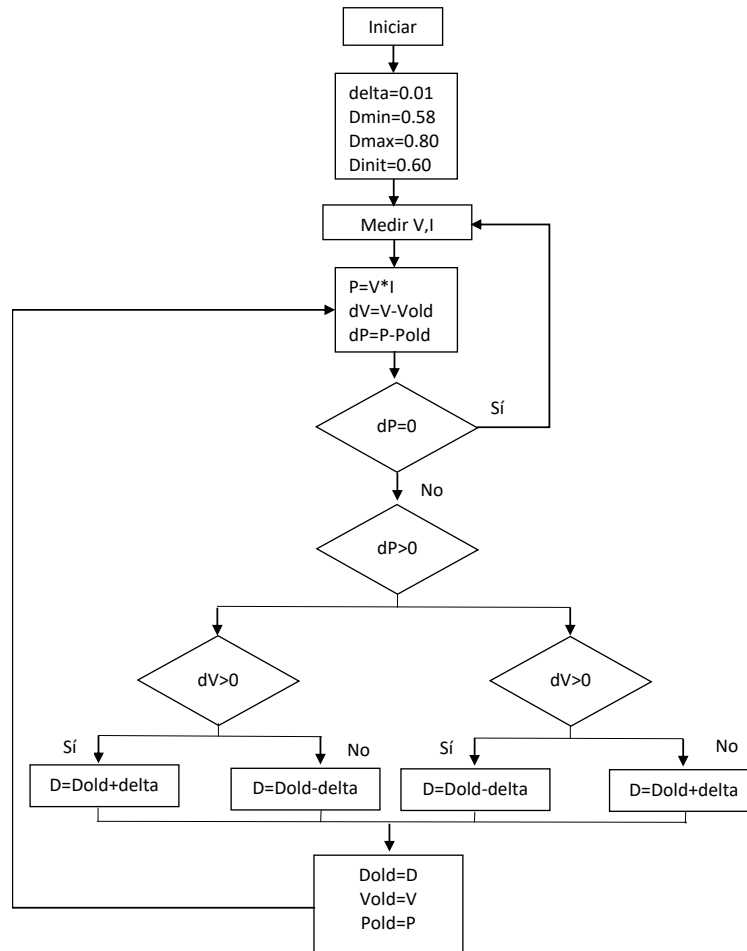 Iniciar
delta=0.01
Dmin=0.58
Dmax=0.80
Dinit=0.60
Medir V,I
P=V*I
dV=V-Vold
dP=P-Pold
dP=0
Sí
No
dP>0
dV>0
dV>0
Sí
No
Sí
No
D=Dold+delta
D=Dold-delta
D=Dold-delta
D=Dold+delta
Dold=D
Vold=V
Pold=P